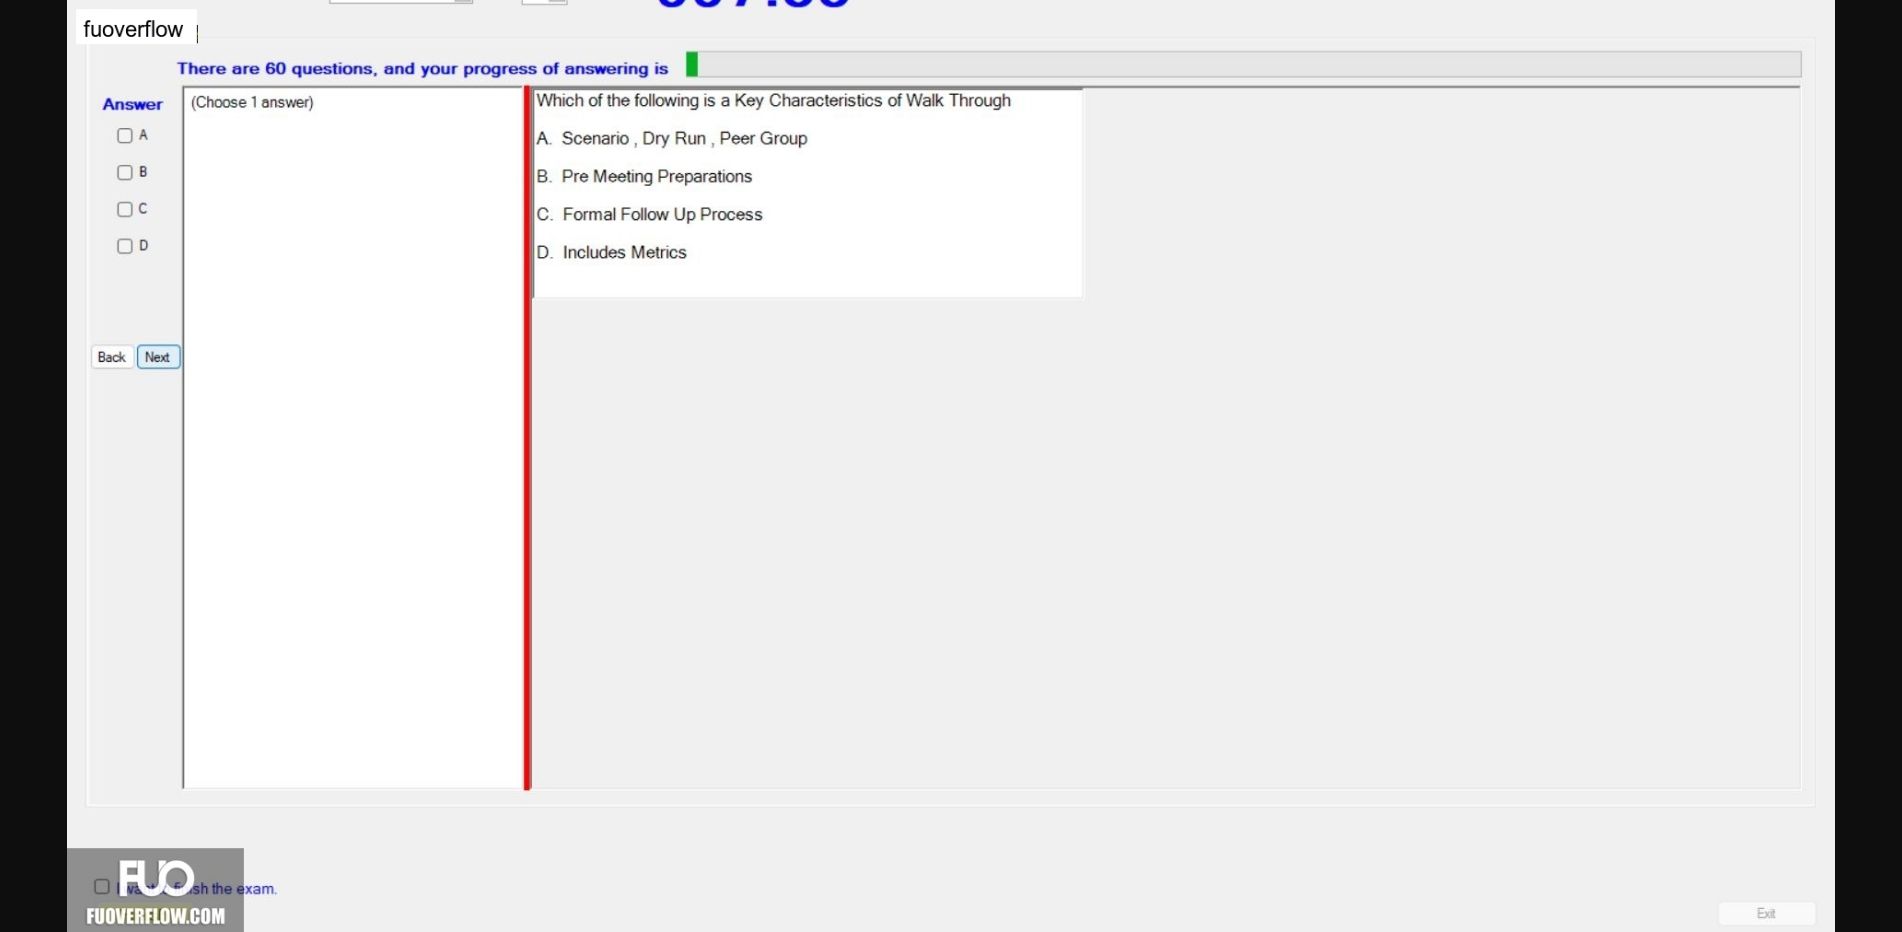 fuoverflow
There are 60 questions, and your progress of answering is
Answer
(Choose 1 answer)
A
B
C
D
Back
Next
Which of the following is a Key Characteristics of Walk Through
A. Scenario , Dry Run , Peer Group
B. Pre Meeting Preparations
C. Formal Follow Up Process
D. Includes Metrics
FUO
I want finish the exam.
FUOVERFLOW.COM
Exit